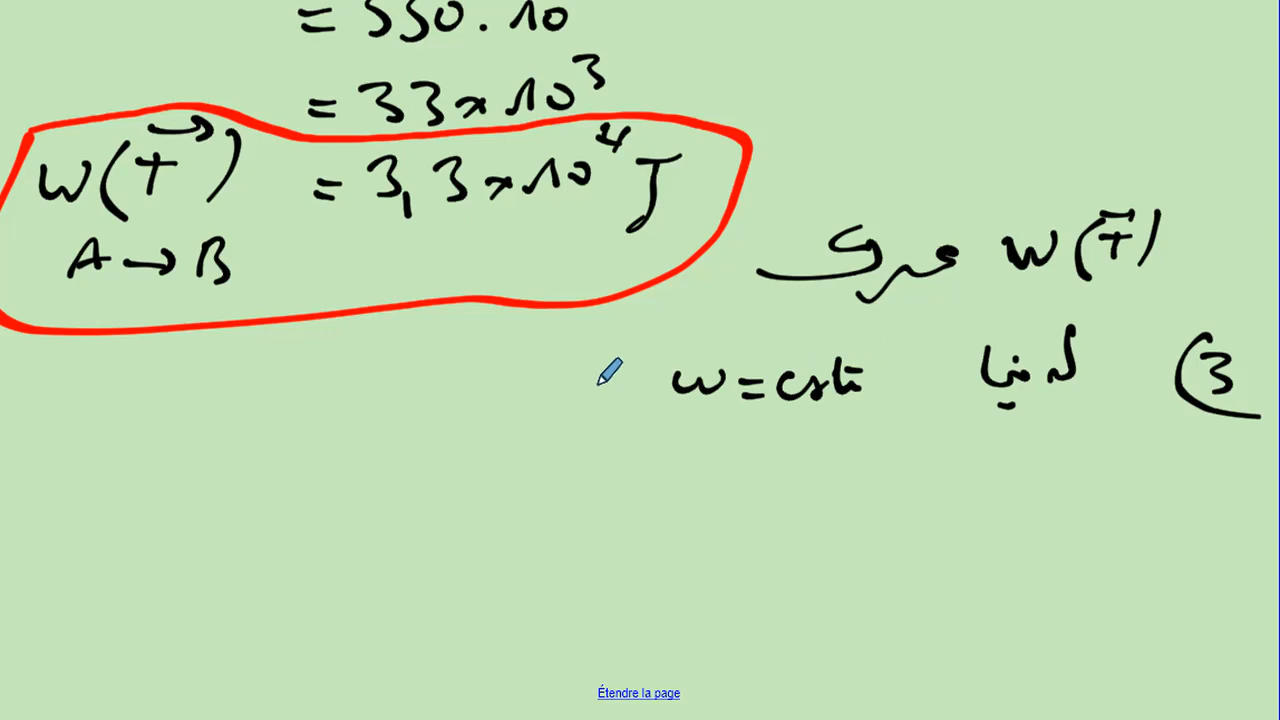 = 330.10
= 33 × 10³
W(T⃗) = 3,3 × 10⁴ J
A → B
W(T⃗) محرك
3) لدينا ω = cste
Étendre la page